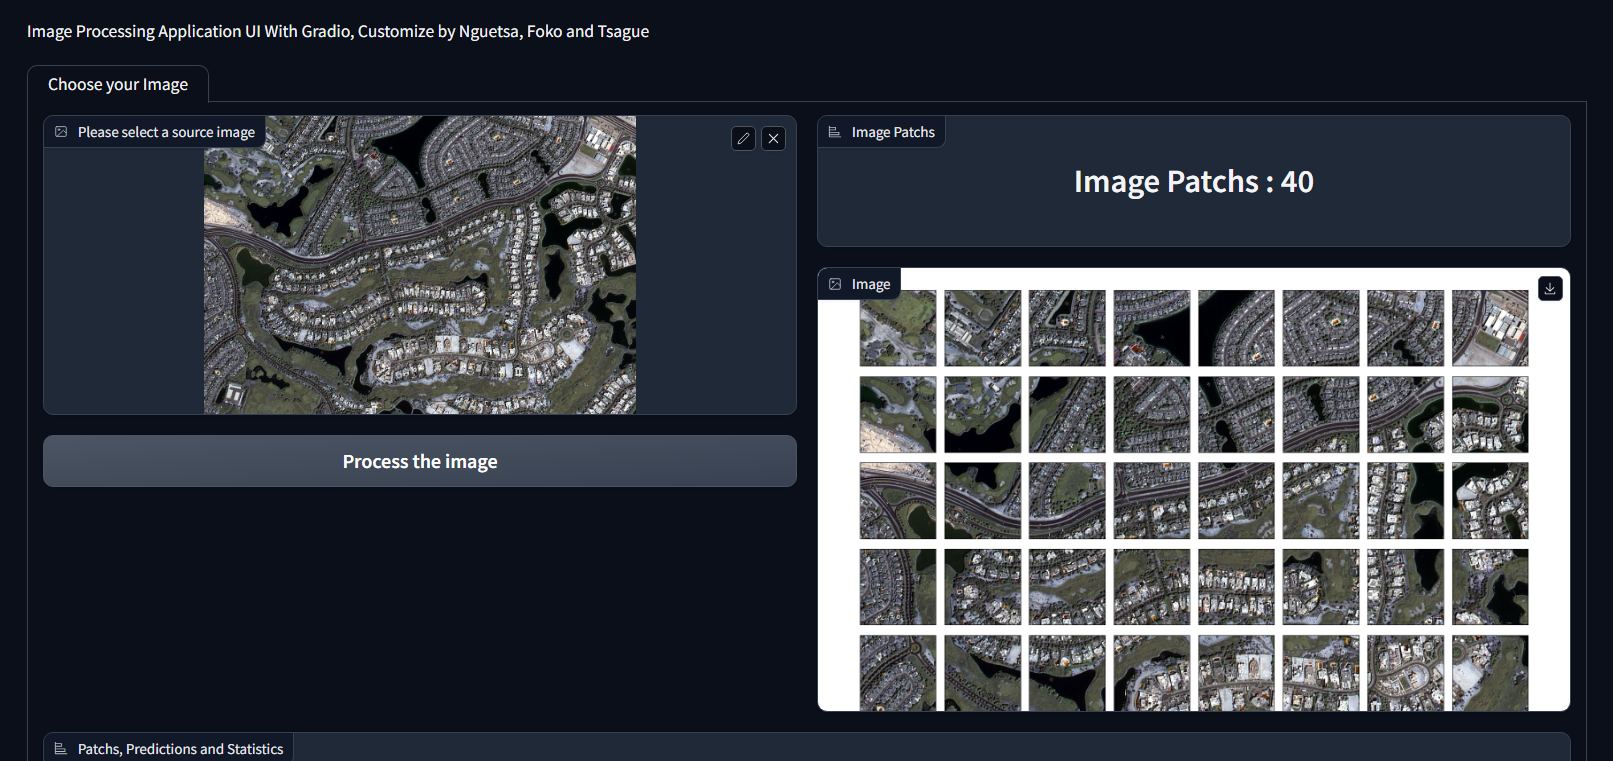 Image Processing Application UI With Gradio, Customize by Nguetsa, Foko and Tsague
Choose your Image
Please select a source image
Image Patchs
Image Patchs : 40
Image
Process the image
Patchs, Predictions and Statistics